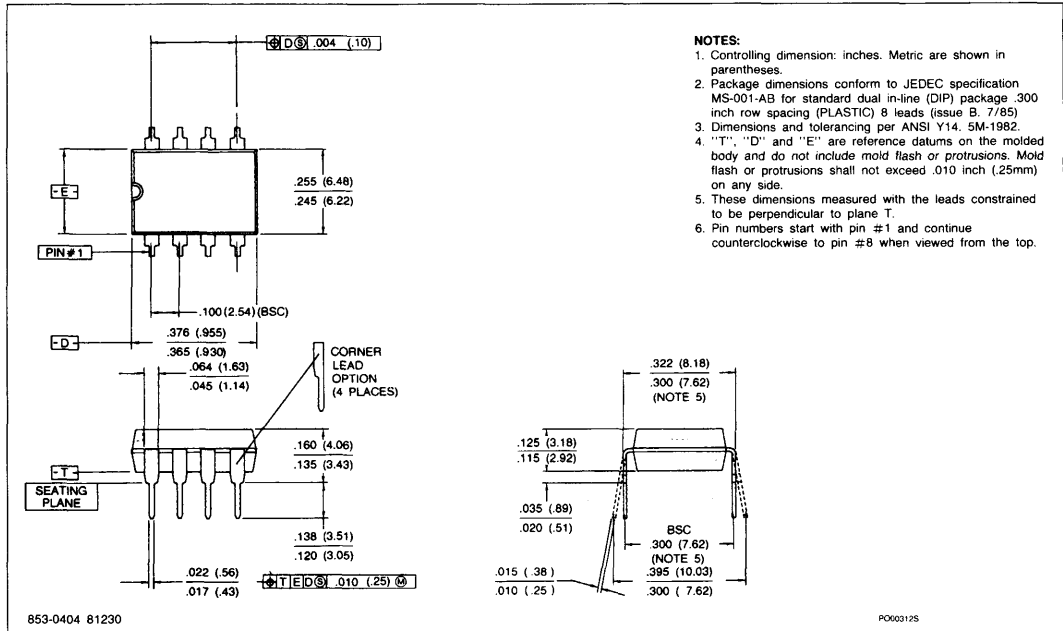 ⌖ D Ⓢ .004 (.10)
- E -
.255 (6.48)
.245 (6.22)
PIN #1
.100 (2.54) (BSC)
- D -
.376 (.955)
.365 (.930)
.064 (1.63)
.045 (1.14)
CORNER
LEAD
OPTION
(4 PLACES)
.160 (4.06)
.135 (3.43)
- T -
SEATING
PLANE
.138 (3.51)
.120 (3.05)
.022 (.56)
.017 (.43)
⌖ T E D Ⓢ .010 (.25) Ⓜ
853-0404 81230
NOTES:
1. Controlling dimension: inches. Metric are shown in
parentheses.
2. Package dimensions conform to JEDEC specification
MS-001-AB for standard dual in-line (DIP) package .300
inch row spacing (PLASTIC) 8 leads (issue B. 7/85)
3. Dimensions and tolerancing per ANSI Y14. 5M-1982.
4. "T", "D" and "E" are reference datums on the molded
body and do not include mold flash or protrusions. Mold
flash or protrusions shall not exceed .010 inch (.25mm)
on any side.
5. These dimensions measured with the leads constrained
to be perpendicular to plane T.
6. Pin numbers start with pin #1 and continue
counterclockwise to pin #8 when viewed from the top.
.322 (8.18)
.300 (7.62)
(NOTE 5)
.125 (3.18)
.115 (2.92)
.035 (.89)
.020 (.51)
BSC
.300 (7.62)
(NOTE 5)
.015 (.38)
.010 (.25)
.395 (10.03)
.300 (7.62)
PO00312S